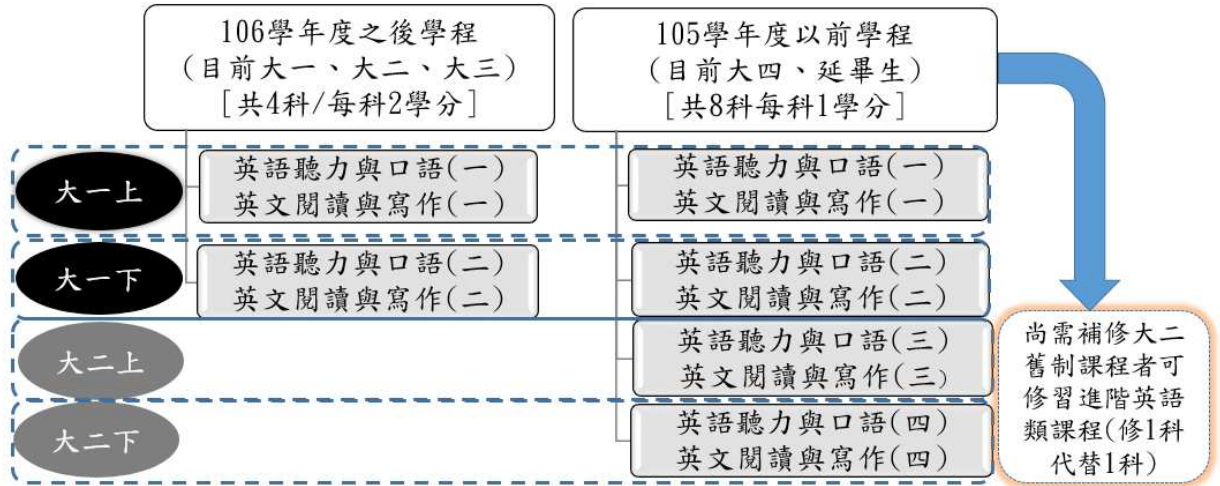 106學年度之後學程
(目前大一、大二、大三)
[共4科/每科2學分]
105學年度以前學程
(目前大四、延畢生)
[共8科每科1學分]
大一上
英語聽力與口語(一)
英文閱讀與寫作(一)
英語聽力與口語(一)
英文閱讀與寫作(一)
大一下
英語聽力與口語(二)
英文閱讀與寫作(二)
英語聽力與口語(二)
英文閱讀與寫作(二)
大二上
英語聽力與口語(三)
英文閱讀與寫作(三)
大二下
英語聽力與口語(四)
英文閱讀與寫作(四)
尚需補修大二
舊制課程者可
修習進階英語
類課程(修1科
代替1科)